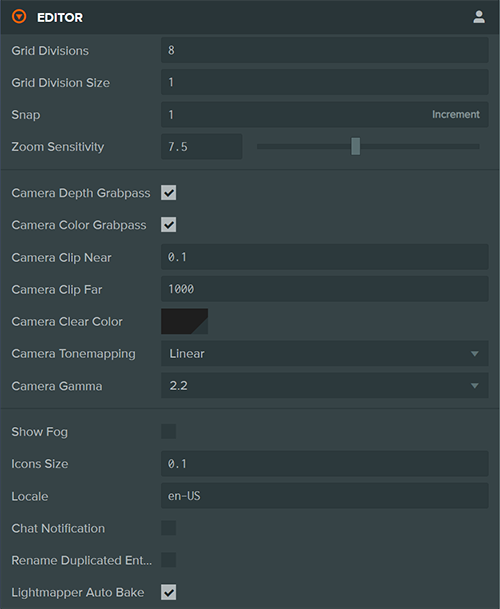 EDITOR
Grid Divisions 8
Grid Division Size 1
Snap 1 Increment
Zoom Sensitivity 7.5
Camera Depth Grabpass
Camera Color Grabpass
Camera Clip Near 0.1
Camera Clip Far 1000
Camera Clear Color
Camera Tonemapping Linear
Camera Gamma 2.2
Show Fog
Icons Size 0.1
Locale en-US
Chat Notification
Rename Duplicated Ent...
Lightmapper Auto Bake